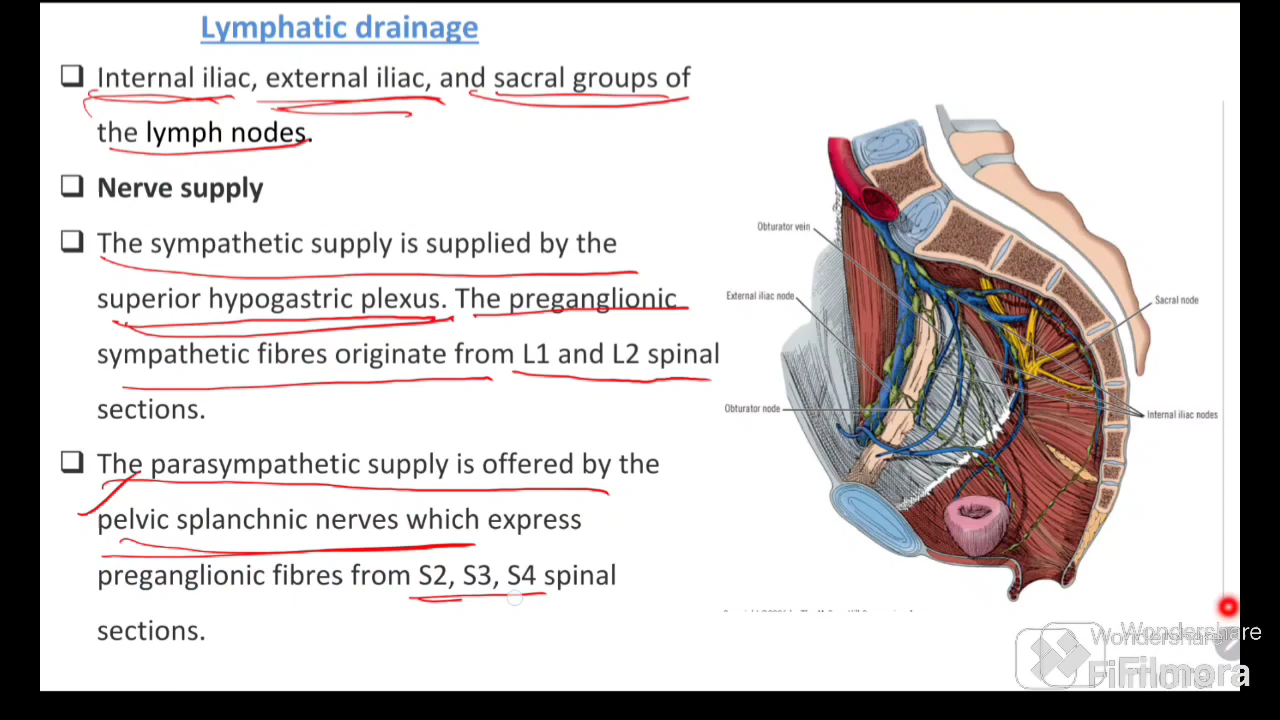 Lymphatic drainage
❑ Internal iliac, external iliac, and sacral groups of
the lymph nodes.
❑ Nerve supply
❑ The sympathetic supply is supplied by the
superior hypogastric plexus. The preganglionic
sympathetic fibres originate from L1 and L2 spinal
sections.
❑ The parasympathetic supply is offered by the
pelvic splanchnic nerves which express
preganglionic fibres from S2, S3, S4 spinal
sections.
Obturator vein
External iliac node
Obturator node
Sacral node
Internal iliac nodes
Wondershare
Wondershare
Filmora
Filmora